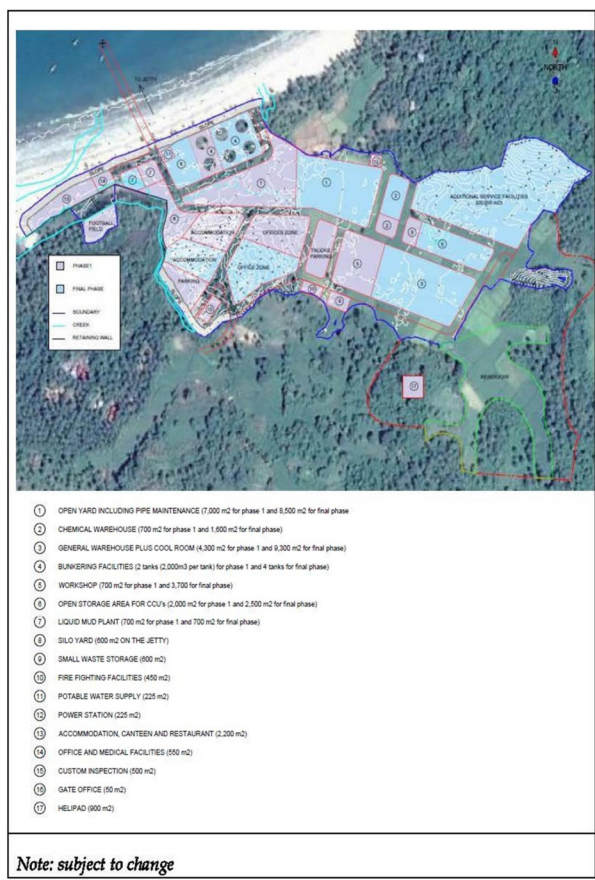 NORTH
TO JETTY
ADDITIONAL SERVICE FACILITIES
FOOTBALL
FIELD
ACCOMMODATION
OFFICES ZONE
TRUCKS
PARKING
ACCOMMODATION
OFFICE ZONE
PARKING
RESERVOIR
PHASE1
FINAL PHASE
BOUNDARY
CREEK
RETAINING WALL
1 OPEN YARD INCLUDING PIPE MAINTENANCE (7,000 m2 for phase 1 and 8,500 m2 for final phase
2 CHEMICAL WAREHOUSE (700 m2 for phase 1 and 1,600 m2 for final phase)
3 GENERAL WAREHOUSE PLUS COOL ROOM (4,300 m2 for phase 1 and 9,300 m2 for final phase)
4 BUNKERING FACILITIES (2 tanks (2,000m3 per tank) for phase 1 and 4 tanks for final phase)
5 WORKSHOP (700 m2 for phase 1 and 3,700 for final phase)
6 OPEN STORAGE AREA FOR CCU's (2,000 m2 for phase 1 and 2,500 m2 for final phase)
7 LIQUID MUD PLANT (700 m2 for phase 1 and 700 m2 for final phase)
8 SILO YARD (600 m2 ON THE JETTY)
9 SMALL WASTE STORAGE (600 m2)
10 FIRE FIGHTING FACILITIES (450 m2)
11 POTABLE WATER SUPPLY (225 m2)
12 POWER STATION (225 m2)
13 ACCOMMODATION, CANTEEN AND RESTAURANT (2,200 m2)
14 OFFICE AND MEDICAL FACILITIES (550 m2)
15 CUSTOM INSPECTION (500 m2)
16 GATE OFFICE (50 m2)
17 HELIPAD (900 m2)
Note: subject to change